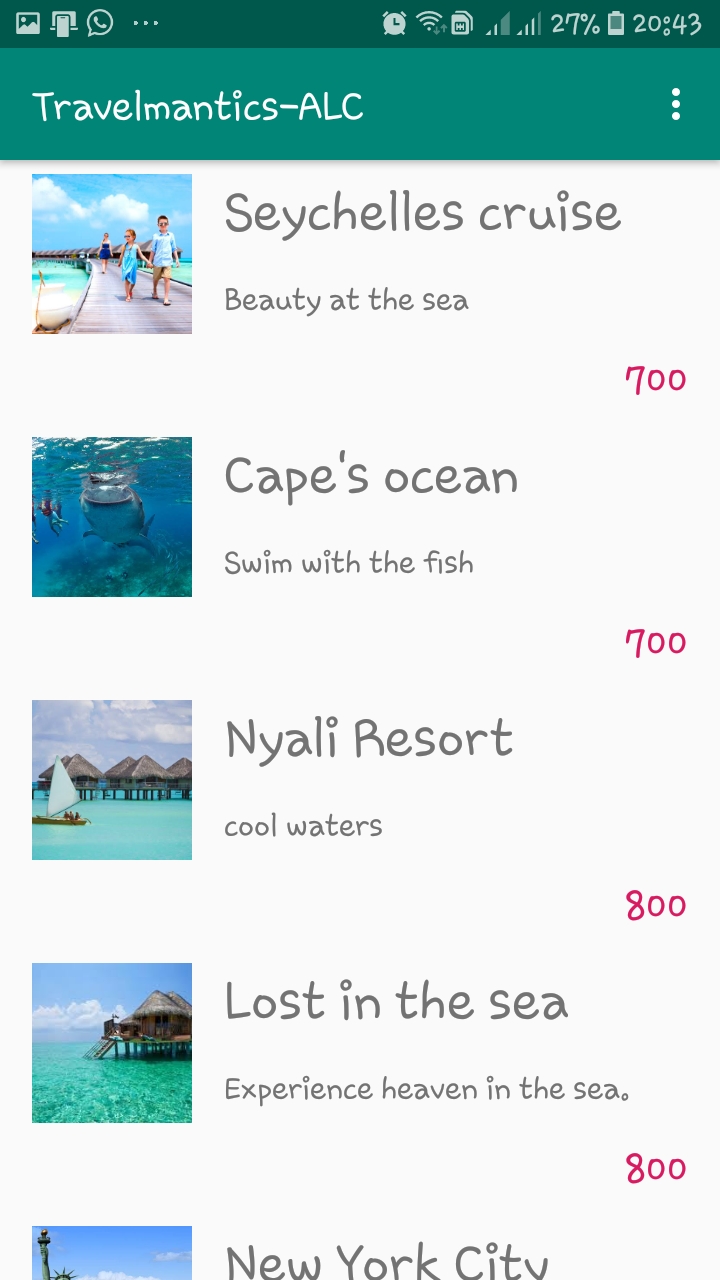 27% 20:43
Travelmantics-ALC
Seychelles cruise
Beauty at the sea
700
Cape's ocean
Swim with the fish
700
Nyali Resort
cool waters
800
Lost in the sea
Experience heaven in the sea.
800
New York City